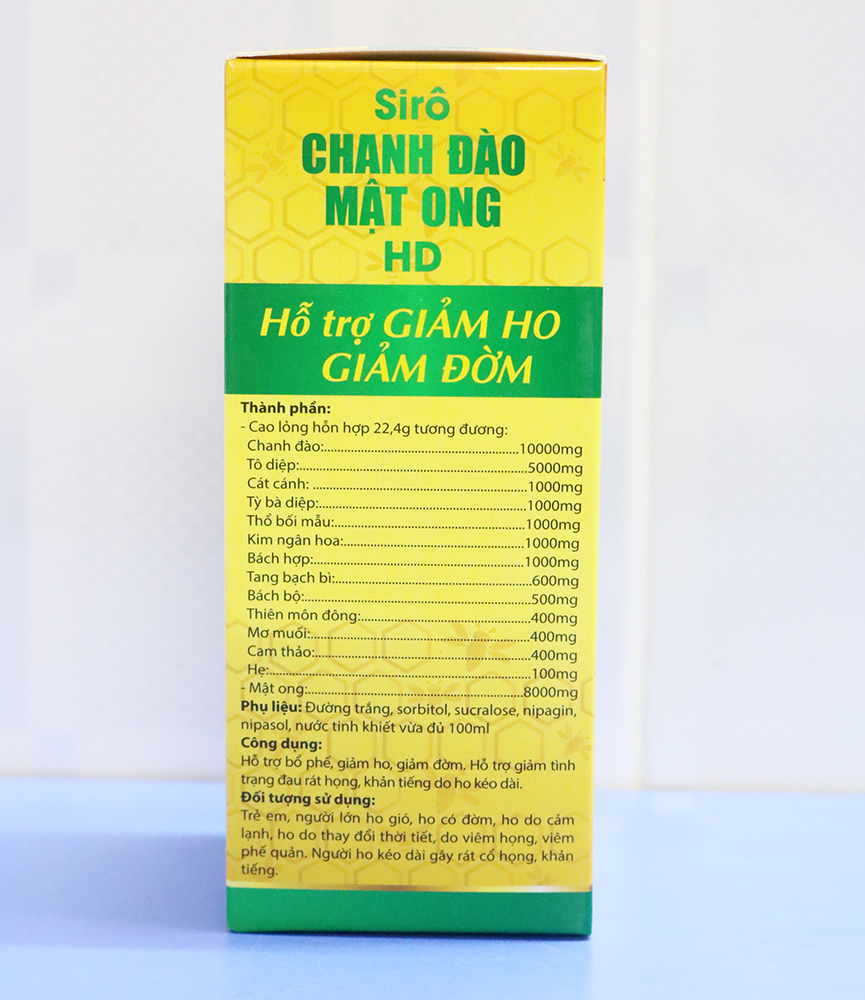 Sirô
CHANH ĐÀO
MẬT ONG
HD
Hỗ trợ GIẢM HO
GIẢM ĐỜM
Thành phần:
- Cao lỏng hỗn hợp 22,4g tương đương:
Chanh đào:..................................................10000mg
Tô diệp:..........................................................5000mg
Cát cánh: .......................................................1000mg
Tỳ bà diệp:.....................................................1000mg
Thổ bối mẫu:.................................................1000mg
Kim ngân hoa:..............................................1000mg
Bách hợp:......................................................1000mg
Tang bạch bì:...................................................600mg
Bách bộ:..........................................................500mg
Thiên môn đông:............................................400mg
Mơ muối:.........................................................400mg
Cam thảo:........................................................400mg
Hẹ:...................................................................100mg
- Mật ong:.......................................................8000mg
Phụ liệu: Đường trắng, sorbitol, sucralose, nipagin,
nipasol, nước tinh khiết vừa đủ 100ml
Công dụng:
Hỗ trợ bổ phế, giảm ho, giảm đờm. Hỗ trợ giảm tình
trạng đau rát họng, khản tiếng do ho kéo dài.
Đối tượng sử dụng:
Trẻ em, người lớn ho gió, ho có đờm, ho do cảm
lạnh, ho do thay đổi thời tiết, do viêm họng, viêm
phế quản. Người ho kéo dài gây rát cổ họng, khản
tiếng.